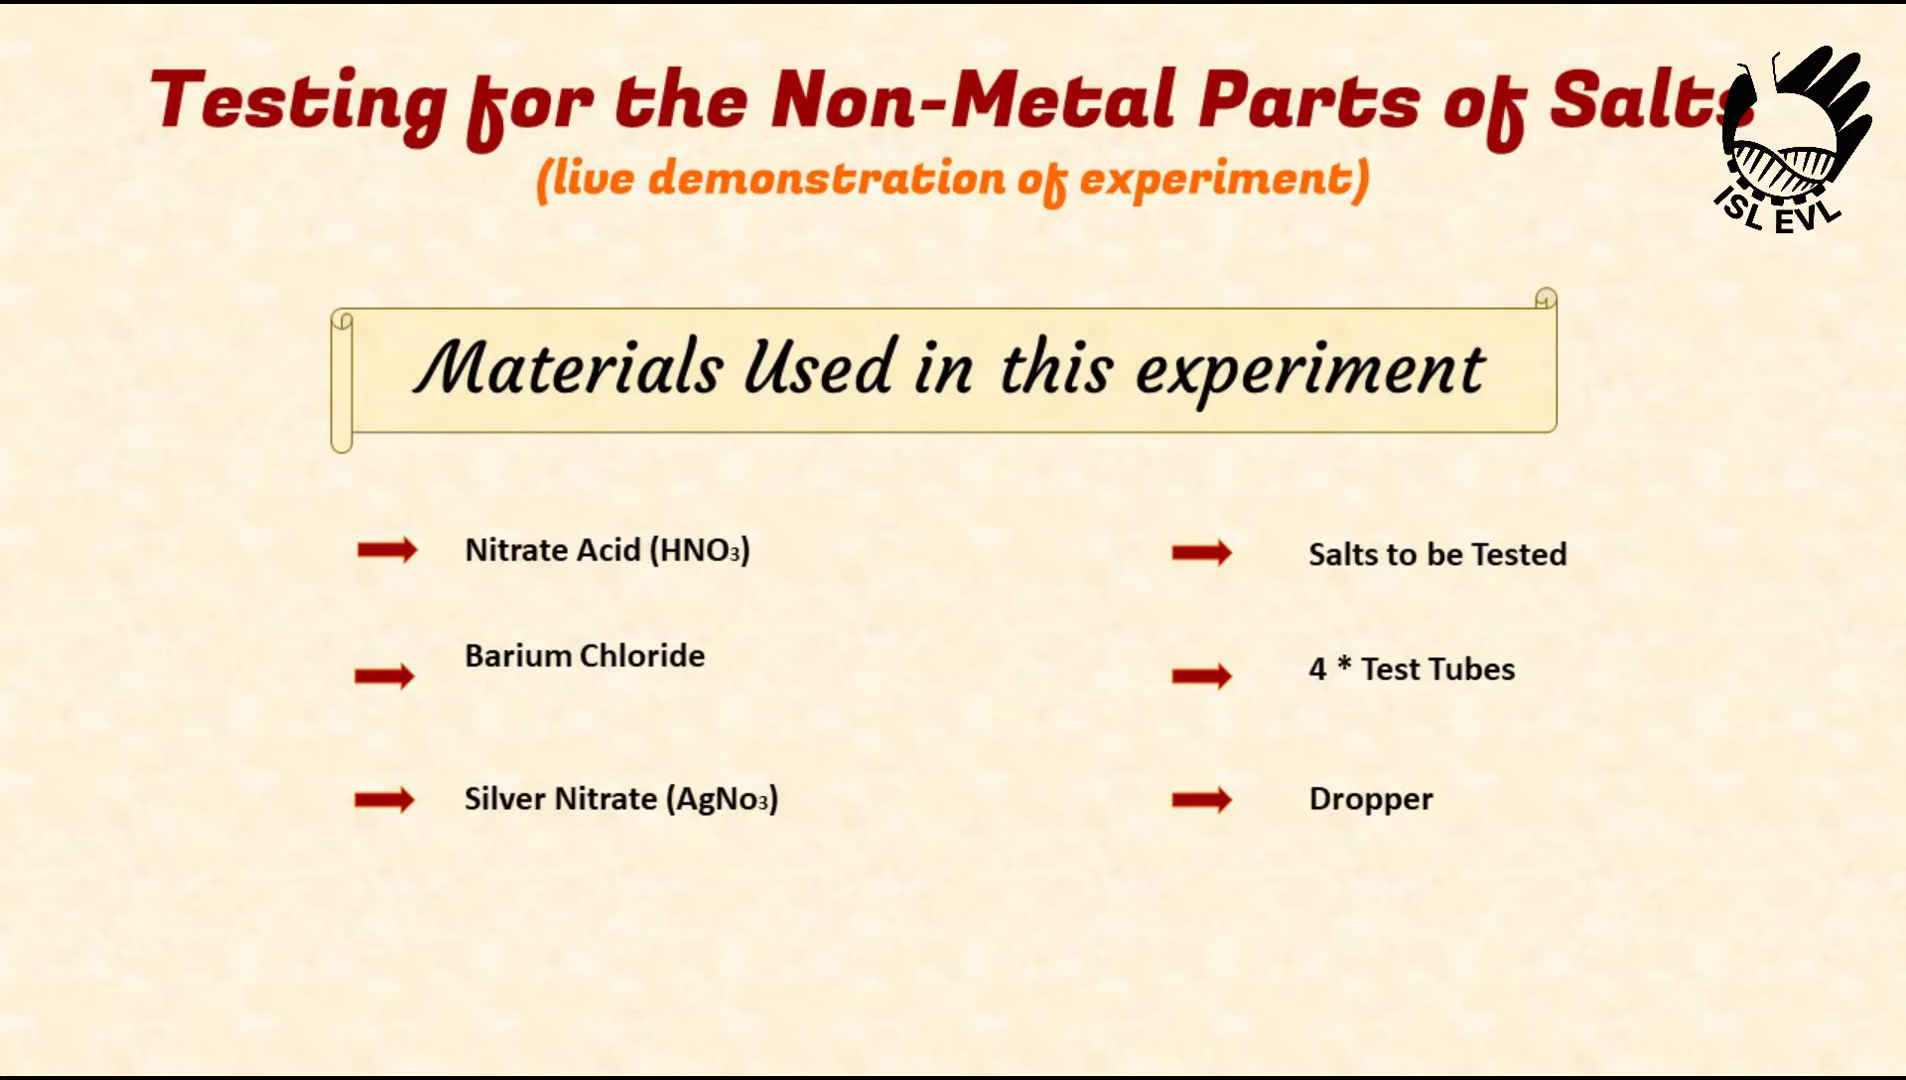 Testing for the Non-Metal Parts of Salts
(live demonstration of experiment)
ISL EVL
Materials Used in this experiment
Nitrate Acid (HNO₃)
Barium Chloride
Silver Nitrate (AgNo₃)
Salts to be Tested
4 * Test Tubes
Dropper